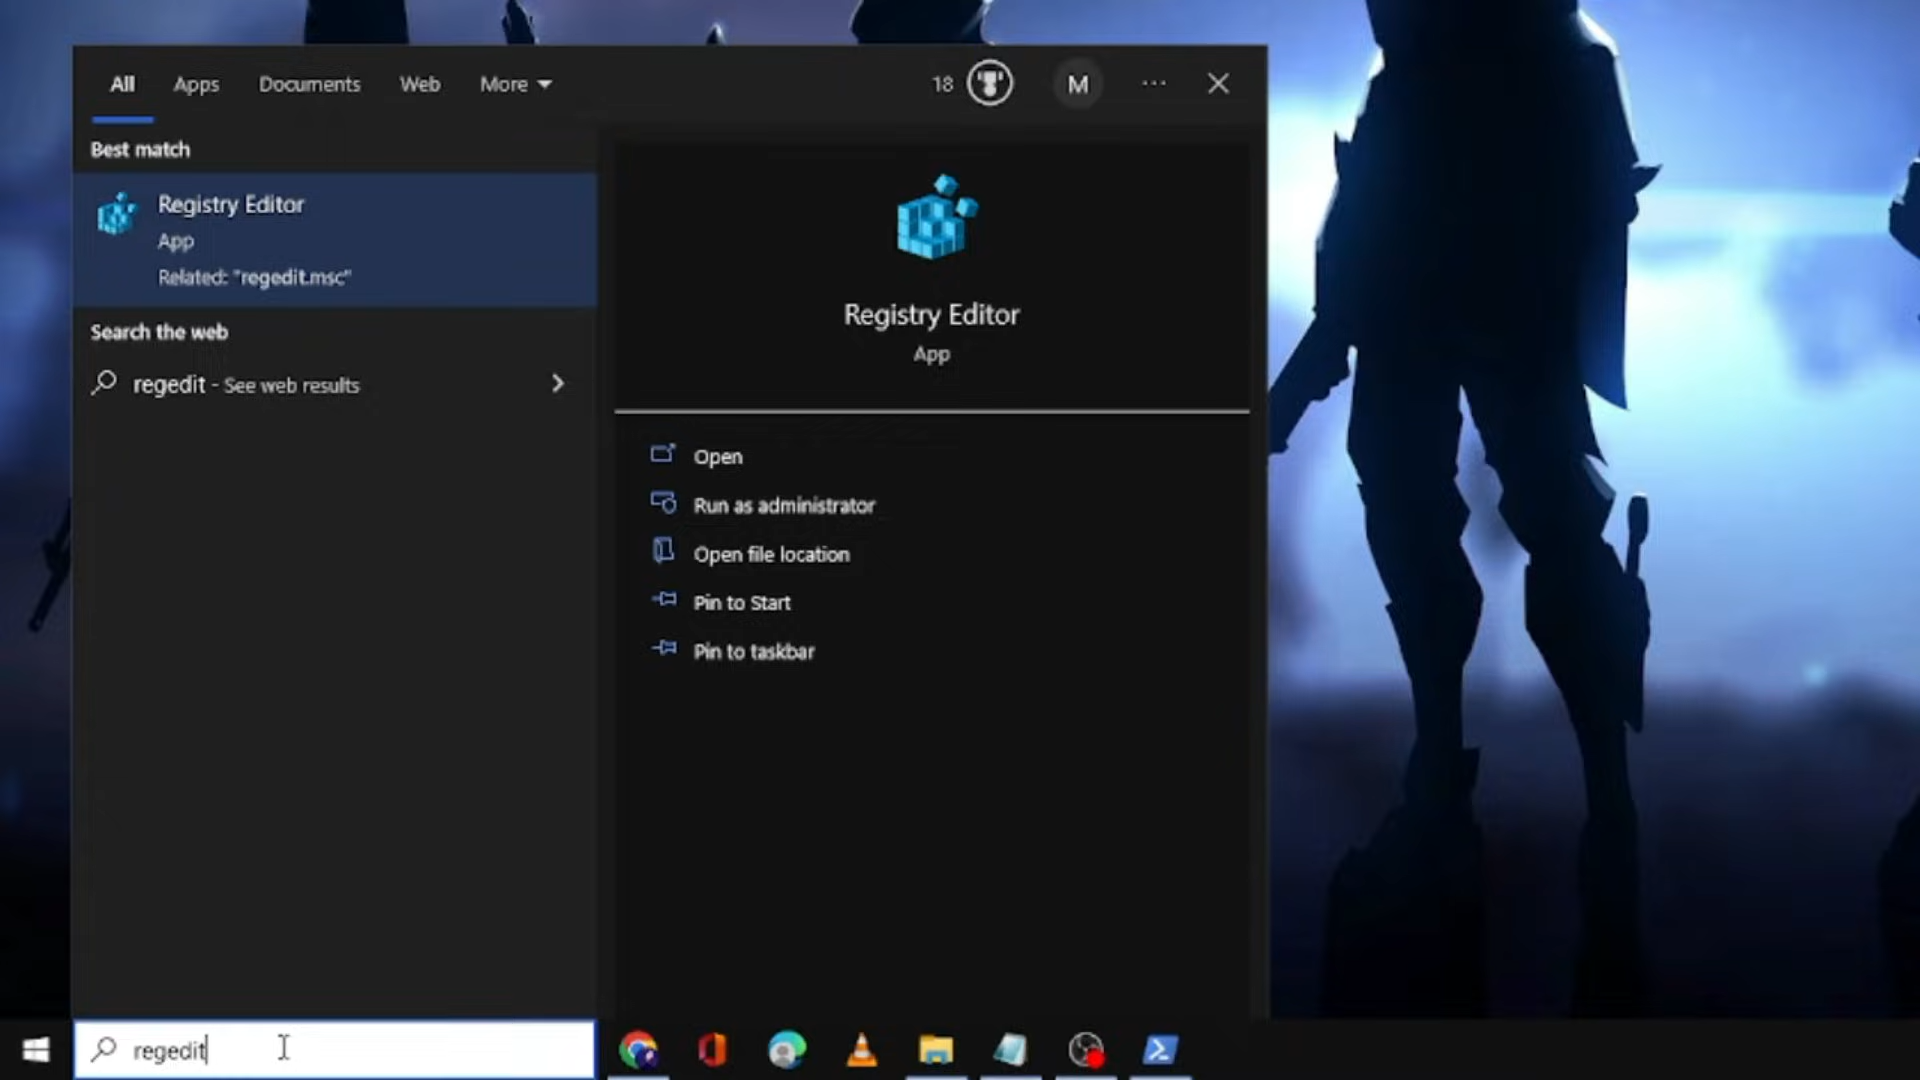 All Apps Documents Web More 18 M ...
Best match
Registry Editor
App
Related: "regedit.msc"
Search the web
regedit - See web results
Registry Editor
App
Open
Run as administrator
Open file location
Pin to Start
Pin to taskbar
regedit